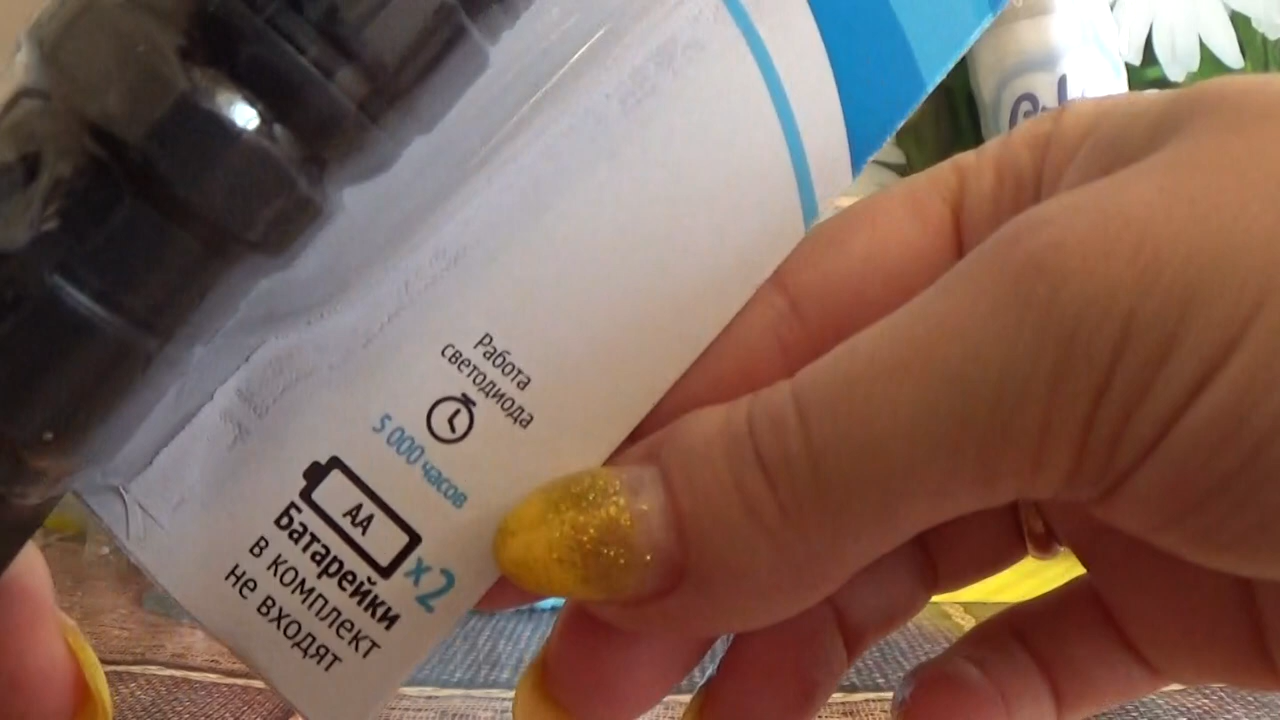 Работа
светодиода
5 000 часов
AA
x2
Батарейки
в комплект
не входят